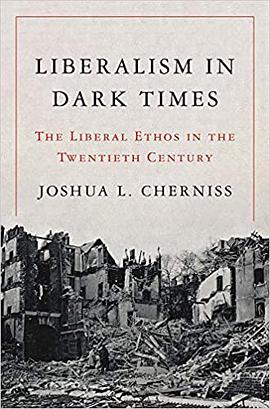 LIBERALISM IN
DARK TIMES
THE LIBERAL ETHOS IN THE
TWENTIETH CENTURY
JOSHUA L. CHERNISS